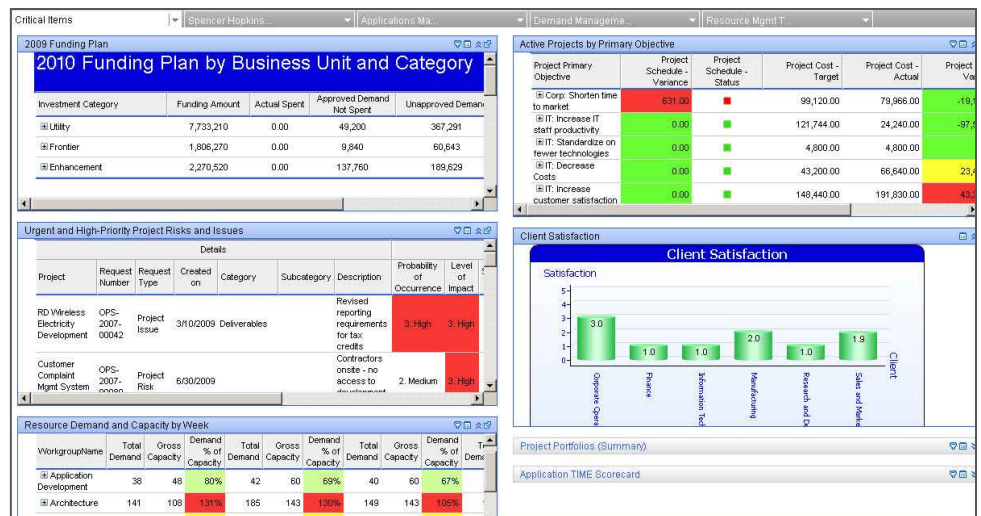 Critical Items
Spencer Hopkins...
Applications Ma...
Demand Manageme...
Resource Mgmt T...
2009 Funding Plan
2010 Funding Plan by Business Unit and Category
Investment Category Funding Amount Actual Spent Approved Demand Not Spent Unapproved Deman
Utility 7,733,210 0.00 49,200 367,291
Frontier 1,806,270 0.00 9,840 60,643
Enhancement 2,270,520 0.00 137,760 189,629
Urgent and High-Priority Project Risks and Issues
Details
Project Request Number Request Type Created on Category Subcategory Description Probability of Occurrence Level of Impact
RD Wireless Electricity Development OPS-2007-00042 Project Issue 3/10/2009 Deliverables Revised reporting requirements for tax credits 3. High 3. High
Customer Complaint Mgmt System OPS-2007- Project Risk 6/30/2009 Contractors onsite - no access to 2. Medium 3. High
Resource Demand and Capacity by Week
WorkgroupName Total Demand Gross Capacity Demand % of Capacity Total Demand Gross Capacity Demand % of Capacity Total Demand Gross Capacity Demand % of Capacity
Application Development 38 48 80% 42 60 69% 40 60 67%
Architecture 141 108 131% 185 143 130% 149 143 105%
Active Projects by Primary Objective
Project Primary Objective Project Schedule - Variance Project Schedule - Status Project Cost - Target Project Cost - Actual Project
Corp: Shorten time to market 631.00 99,120.00 79,966.00
IT: Increase IT staff productivity 0.00 121,744.00 24,240.00
IT: Standardize on fewer technologies 0.00 4,800.00 4,800.00
IT: Decrease Costs 0.00 43,200.00 66,640.00
IT: Increase customer satisfaction 0.00 148,440.00 191,830.00
Client Satisfaction
Client Satisfaction
Satisfaction
5
4
3
2
1
0
3.0
1.0
1.0
2.0
1.0
1.9
Client
Corporate Opera
Finance
Information Tech
Manufacturing
Research and De
Sales and Marke
Project Portfolios (Summary)
Application TIME Scorecard